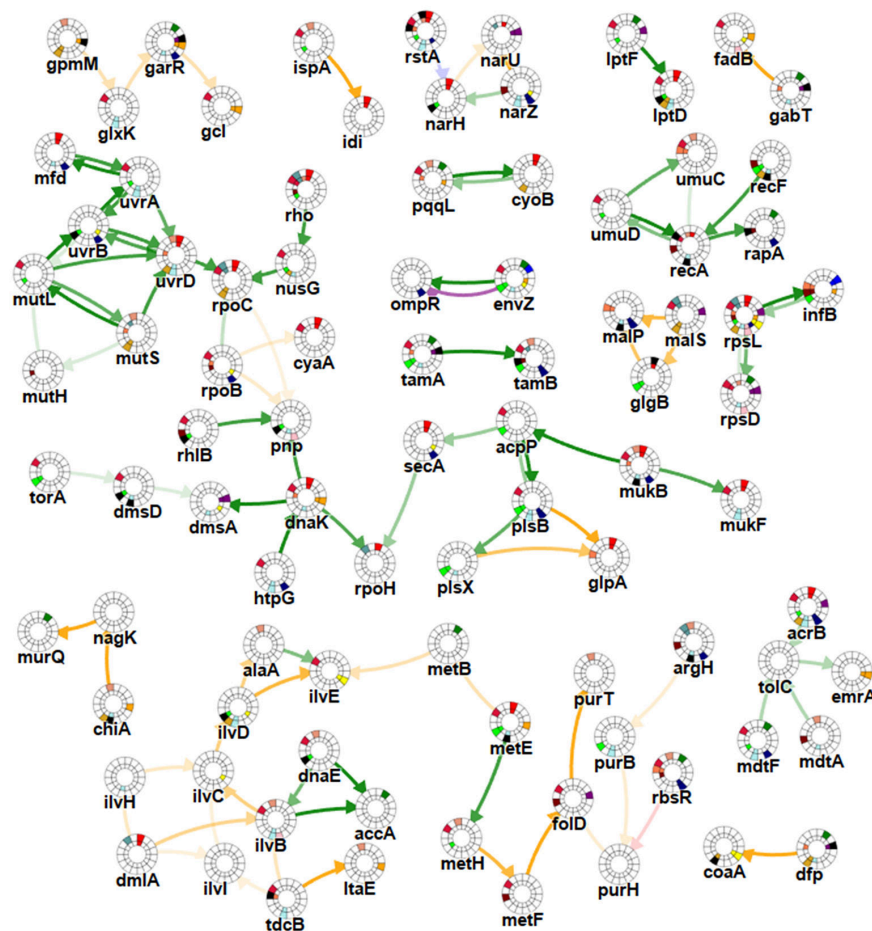 gpmM
garR
glxK
gcl
ispA
idi
rstA
narU
narH
narZ
lptF
lptD
fadB
gabT
mfd
uvrA
uvrB
uvrD
mutL
mutS
mutH
rho
nusG
rpoC
rpoB
cyaA
pqqL
cyoB
ompR
envZ
tamA
tamB
umuC
recF
umuD
recA
rapA
malP
malS
glgB
rpsL
infB
rpsD
rhlB
pnp
secA
acpP
mukB
mukF
torA
dmsD
dmsA
dnaK
htpG
rpoH
plsB
plsX
glpA
murQ
nagK
chiA
alaA
ilvE
metB
ilvD
ilvH
ilvC
dnaE
accA
ilvB
dmlA
ilvI
tdcB
ltaE
metE
metH
metF
folD
purT
argH
purB
rbsR
purH
acrB
tolC
emrA
mdtF
mdtA
coaA
dfp